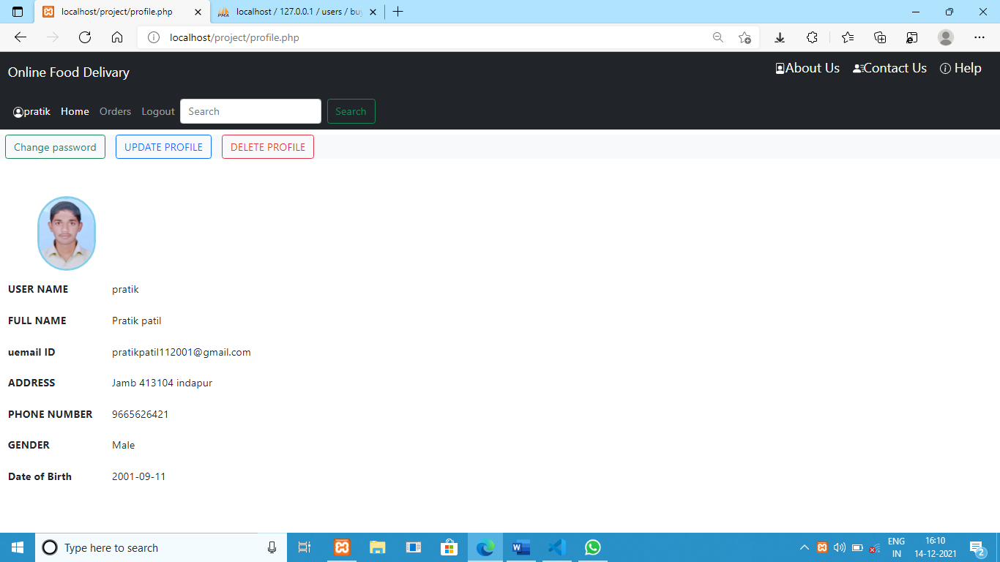 localhost/project/profile.php
localhost / 127.0.0.1 / users / bu
localhost/project/profile.php
Online Food Delivary
About Us Contact Us Help
pratik Home Orders Logout Search Search
Change password UPDATE PROFILE DELETE PROFILE
USER NAME pratik
FULL NAME Pratik patil
uemail ID pratikpatil112001@gmail.com
ADDRESS Jamb 413104 indapur
PHONE NUMBER 9665626421
GENDER Male
Date of Birth 2001-09-11
Type here to search
ENG 16:10
IN 14-12-2021
2